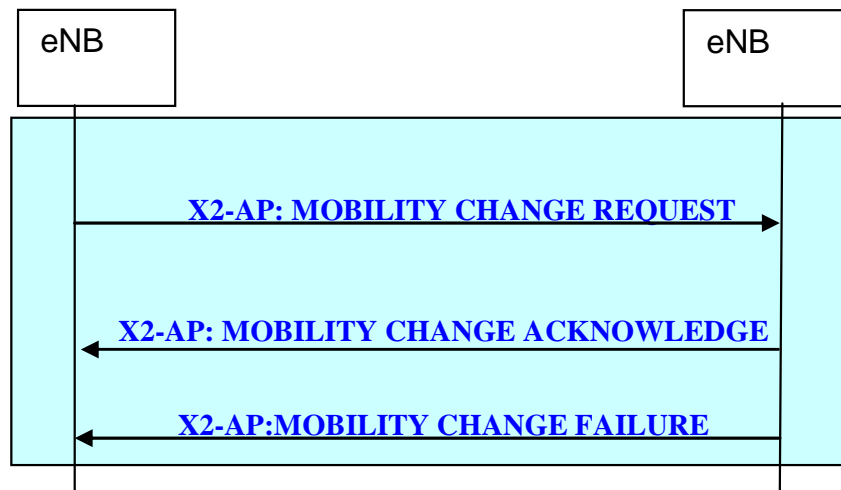 eNB
eNB
X2-AP: MOBILITY CHANGE REQUEST
X2-AP: MOBILITY CHANGE ACKNOWLEDGE
X2-AP:MOBILITY CHANGE FAILURE